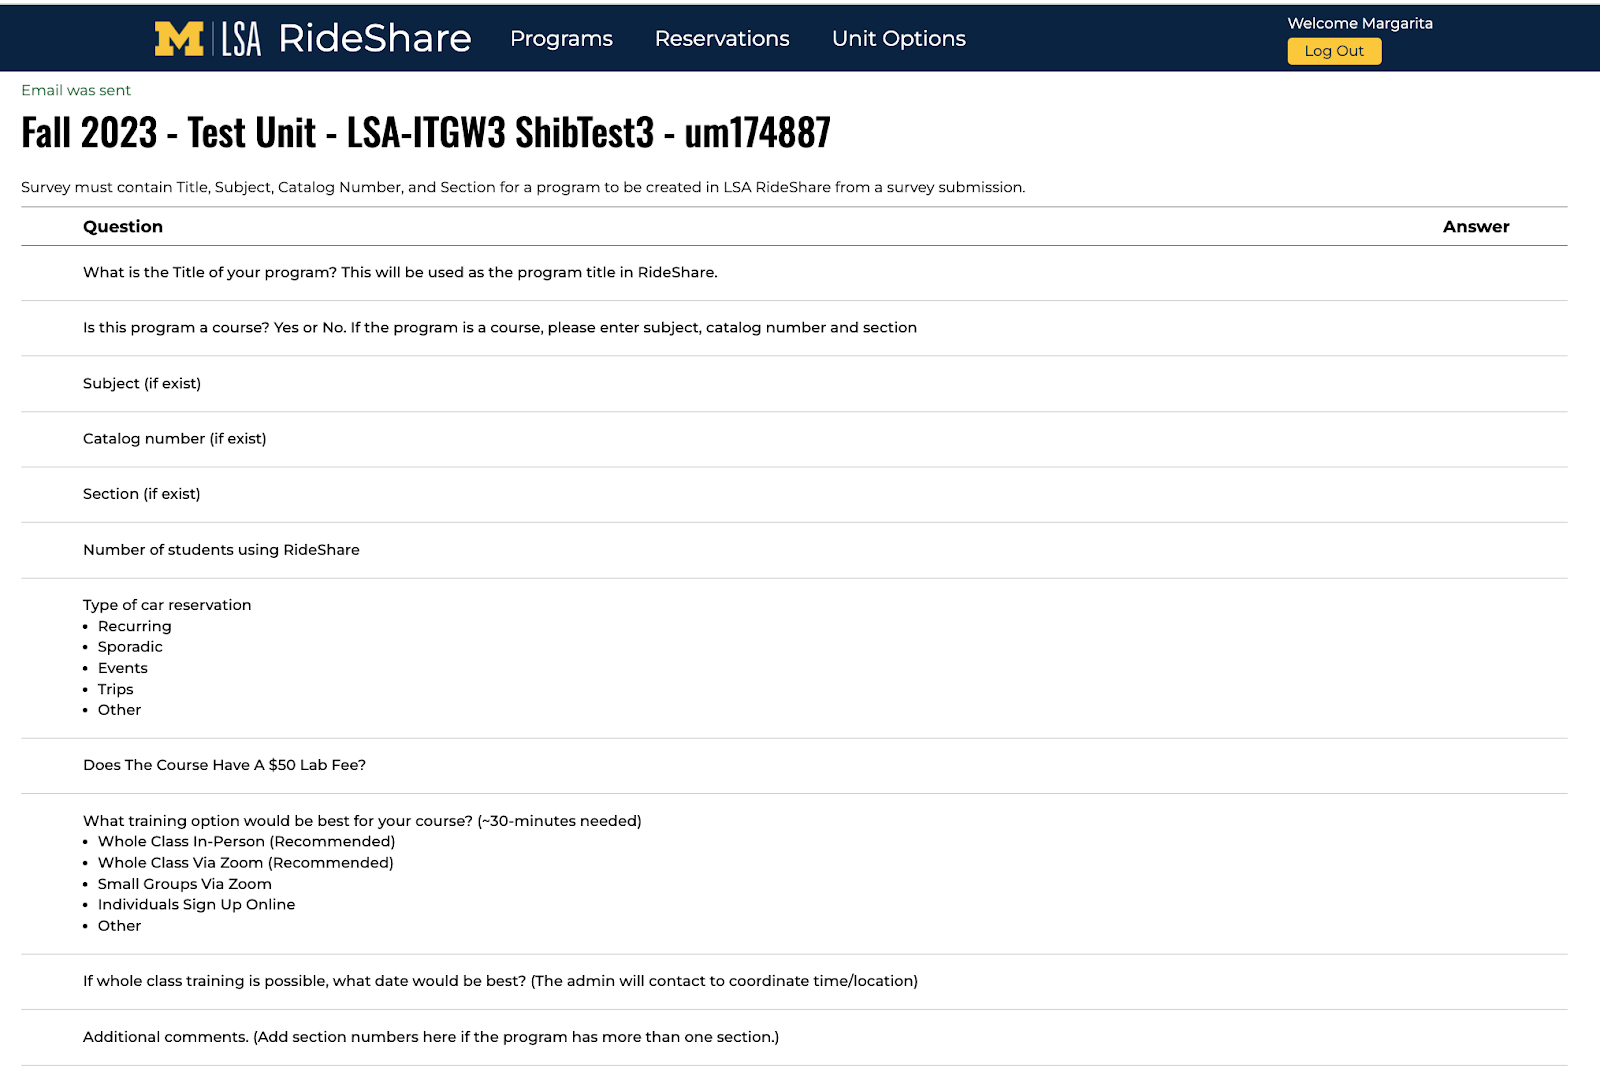 M LSA RideShare Programs Reservations Unit Options Welcome Margarita
Log Out
Email was sent
Fall 2023 - Test Unit - LSA-ITGW3 ShibTest3 - um174887
Survey must contain Title, Subject, Catalog Number, and Section for a program to be created in LSA RideShare from a survey submission.
Question Answer
What is the Title of your program? This will be used as the program title in RideShare.
Is this program a course? Yes or No. If the program is a course, please enter subject, catalog number and section
Subject (if exist)
Catalog number (if exist)
Section (if exist)
Number of students using RideShare
Type of car reservation
• Recurring
• Sporadic
• Events
• Trips
• Other
Does The Course Have A $50 Lab Fee?
What training option would be best for your course? (~30-minutes needed)
• Whole Class In-Person (Recommended)
• Whole Class Via Zoom (Recommended)
• Small Groups Via Zoom
• Individuals Sign Up Online
• Other
If whole class training is possible, what date would be best? (The admin will contact to coordinate time/location)
Additional comments. (Add section numbers here if the program has more than one section.)